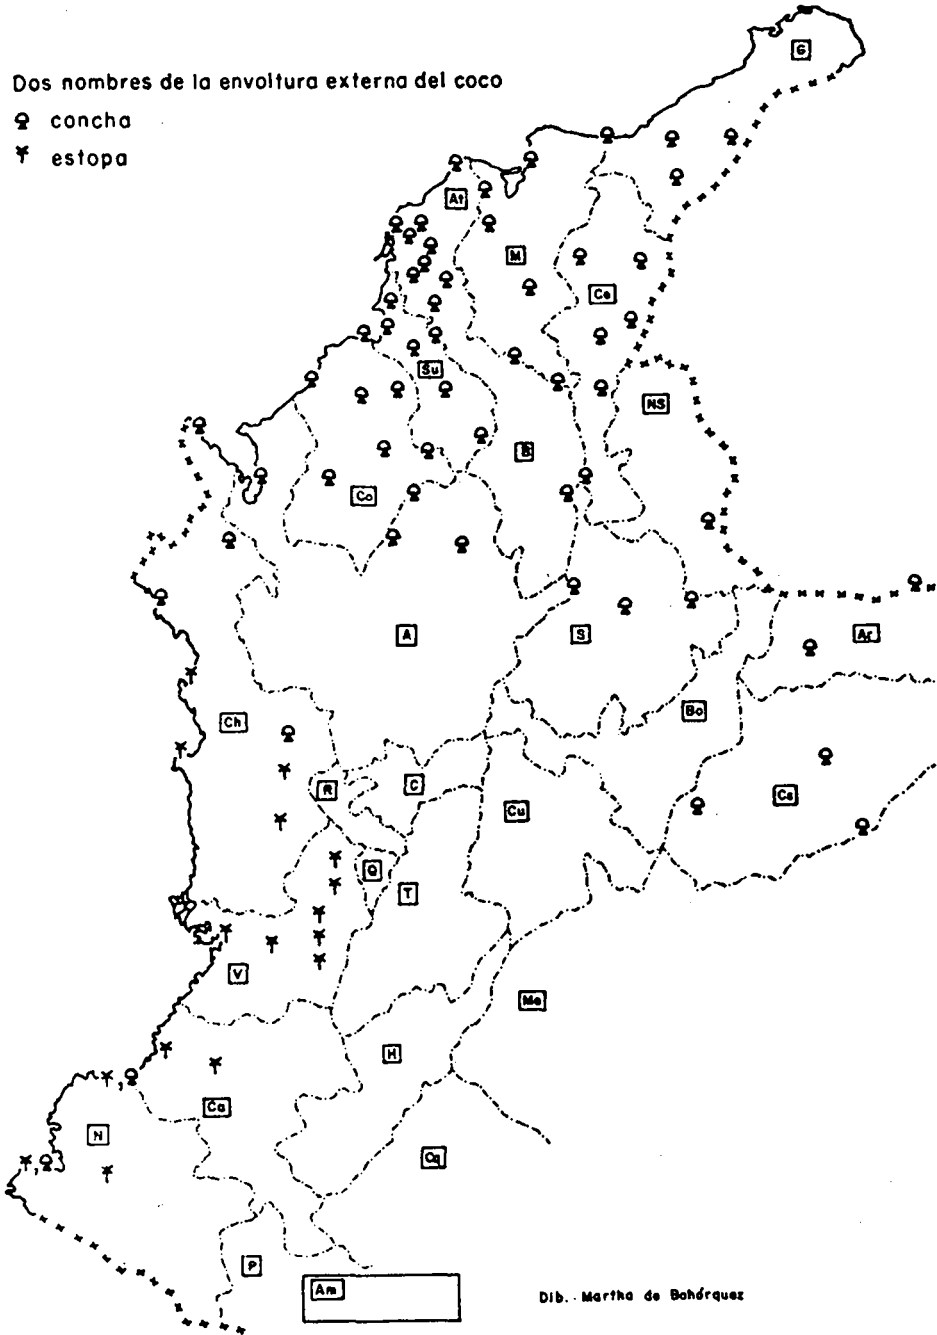 Dos nombres de la envoltura externa del coco
concha
estopa
G
At
M
Ce
Su
NS
B
Co
A
S
Ar
Ch
Bo
R
C
Cu
Cs
Q
T
V
Me
H
Ca
N
Cq
P
Am
Dib. Martha de Bohórquez